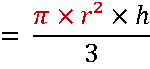 = π × r² × h / 3